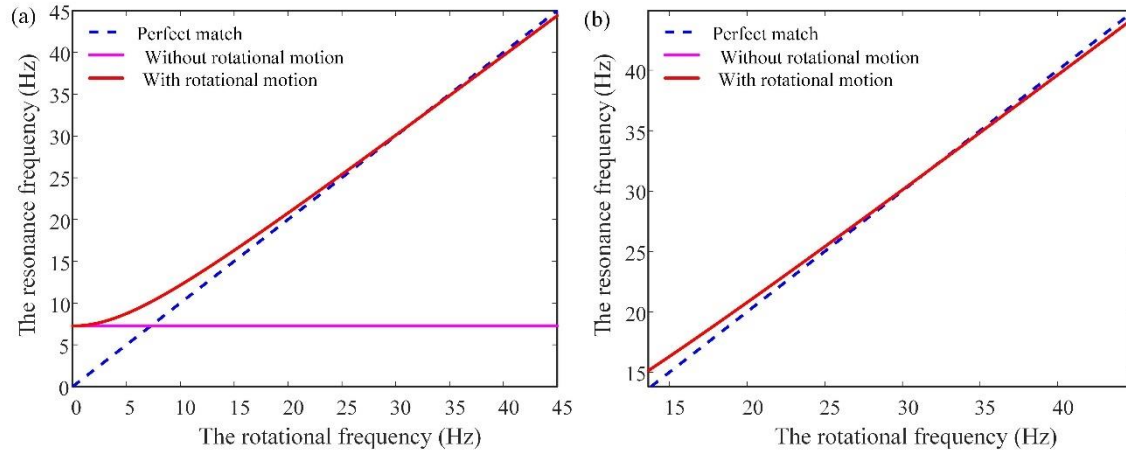 (a)
The resonance frequency (Hz)
45
40
35
30
25
20
15
10
5
0
Perfect match
Without rotational motion
With rotational motion
0 5 10 15 20 25 30 35 40 45
The rotational frequency (Hz)
(b)
The resonance frequency (Hz)
40
35
30
25
20
15
Perfect match
Without rotational motion
With rotational motion
15 20 25 30 35 40
The rotational frequency (Hz)